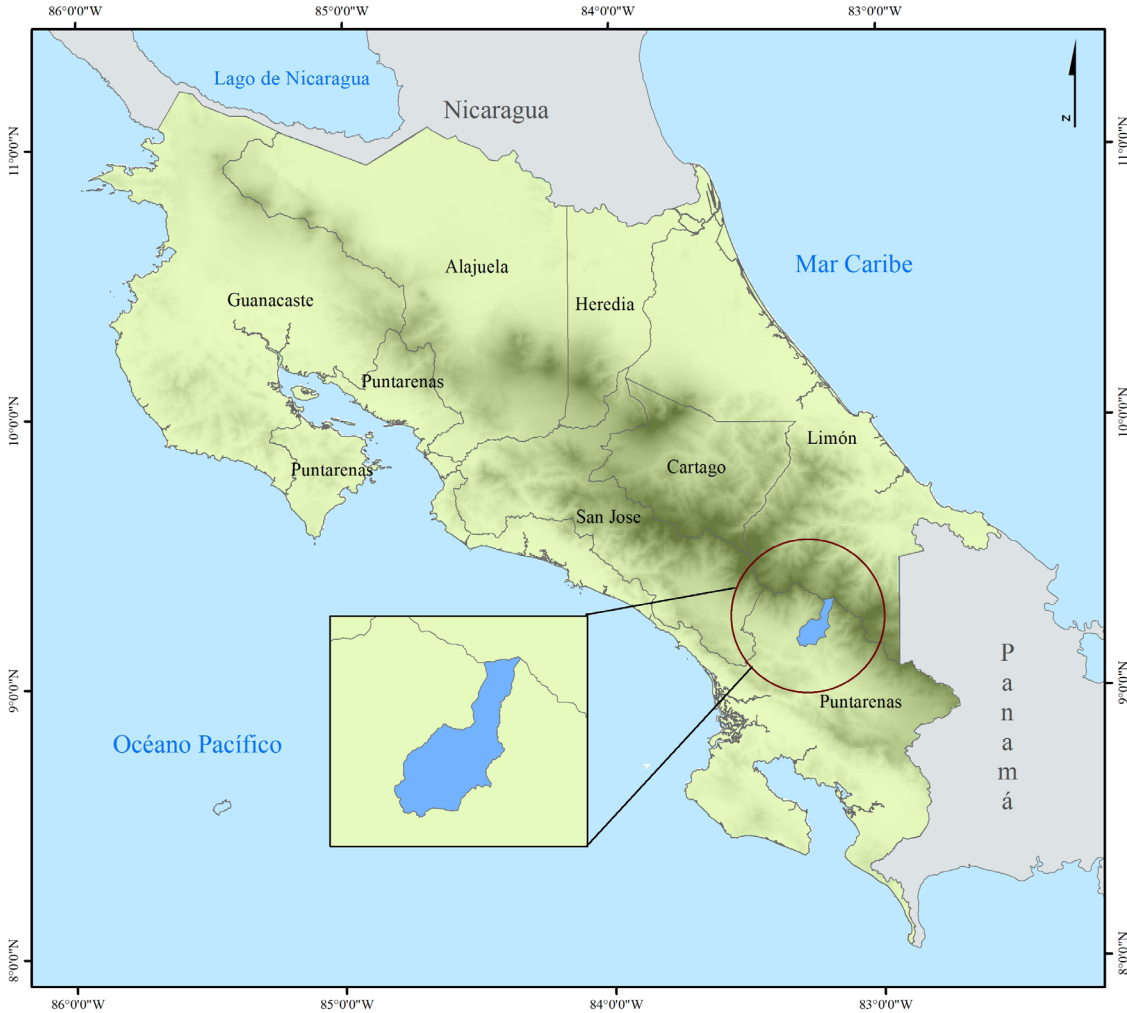 86°0'0"W 85°0'0"W 84°0'0"W 83°0'0"W
Lago de Nicaragua
Nicaragua
N
11°0'0"N
11°0'0"N
Mar Caribe
Alajuela
Guanacaste
Heredia
Puntarenas
10°0'0"N
10°0'0"N
Limón
Puntarenas
Cartago
San Jose
Panamá
9°0'0"N
9°0'0"N
Puntarenas
Océano Pacífico
8°0'0"N
8°0'0"N
86°0'0"W 85°0'0"W 84°0'0"W 83°0'0"W